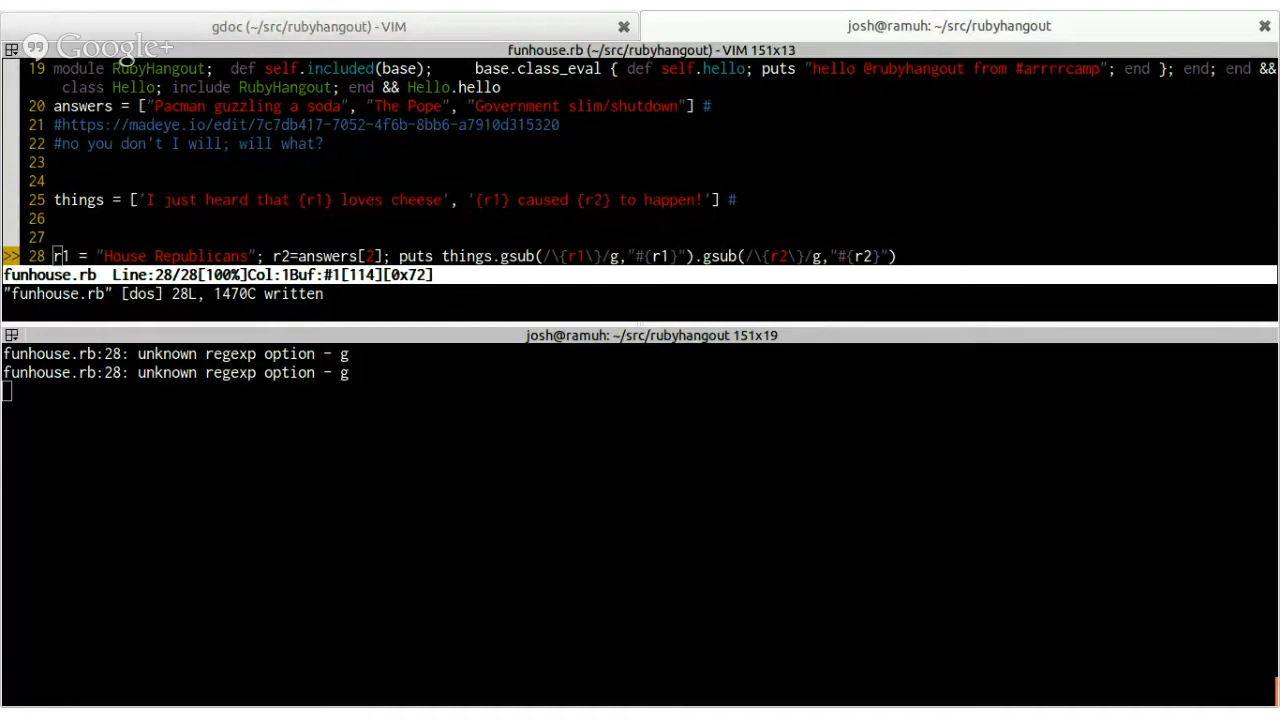 gdoc (~/src/rubyhangout) - VIM
josh@ramuh: ~/src/rubyhangout
Google+
funhouse.rb (~/src/rubyhangout) - VIM 151x13
19 module RubyHangout;  def self.included(base);     base.class_eval { def self.hello; puts "hello @rubyhangout from #arrrrcamp"; end }; end; end &&
class Hello; include RubyHangout; end && Hello.hello
20 answers = ["Pacman guzzling a soda", "The Pope", "Government slim/shutdown"] #
21 #https://madeye.io/edit/7c7db417-7052-4f6b-8bb6-a7910d315320
22 #no you don't I will; will what?
23
24
25 things = ['I just heard that {r1} loves cheese', '{r1} caused {r2} to happen!'] #
26
27
>> 28 r1 = "House Republicans"; r2=answers[2]; puts things.gsub(/\{r1\}/g,"#{r1}").gsub(/\{r2\}/g,"#{r2}")
funhouse.rb  Line:28/28[100%]Col:1Buf:#1[114][0x72]
"funhouse.rb" [dos] 28L, 1470C written
josh@ramuh: ~/src/rubyhangout 151x19
funhouse.rb:28: unknown regexp option - g
funhouse.rb:28: unknown regexp option - g